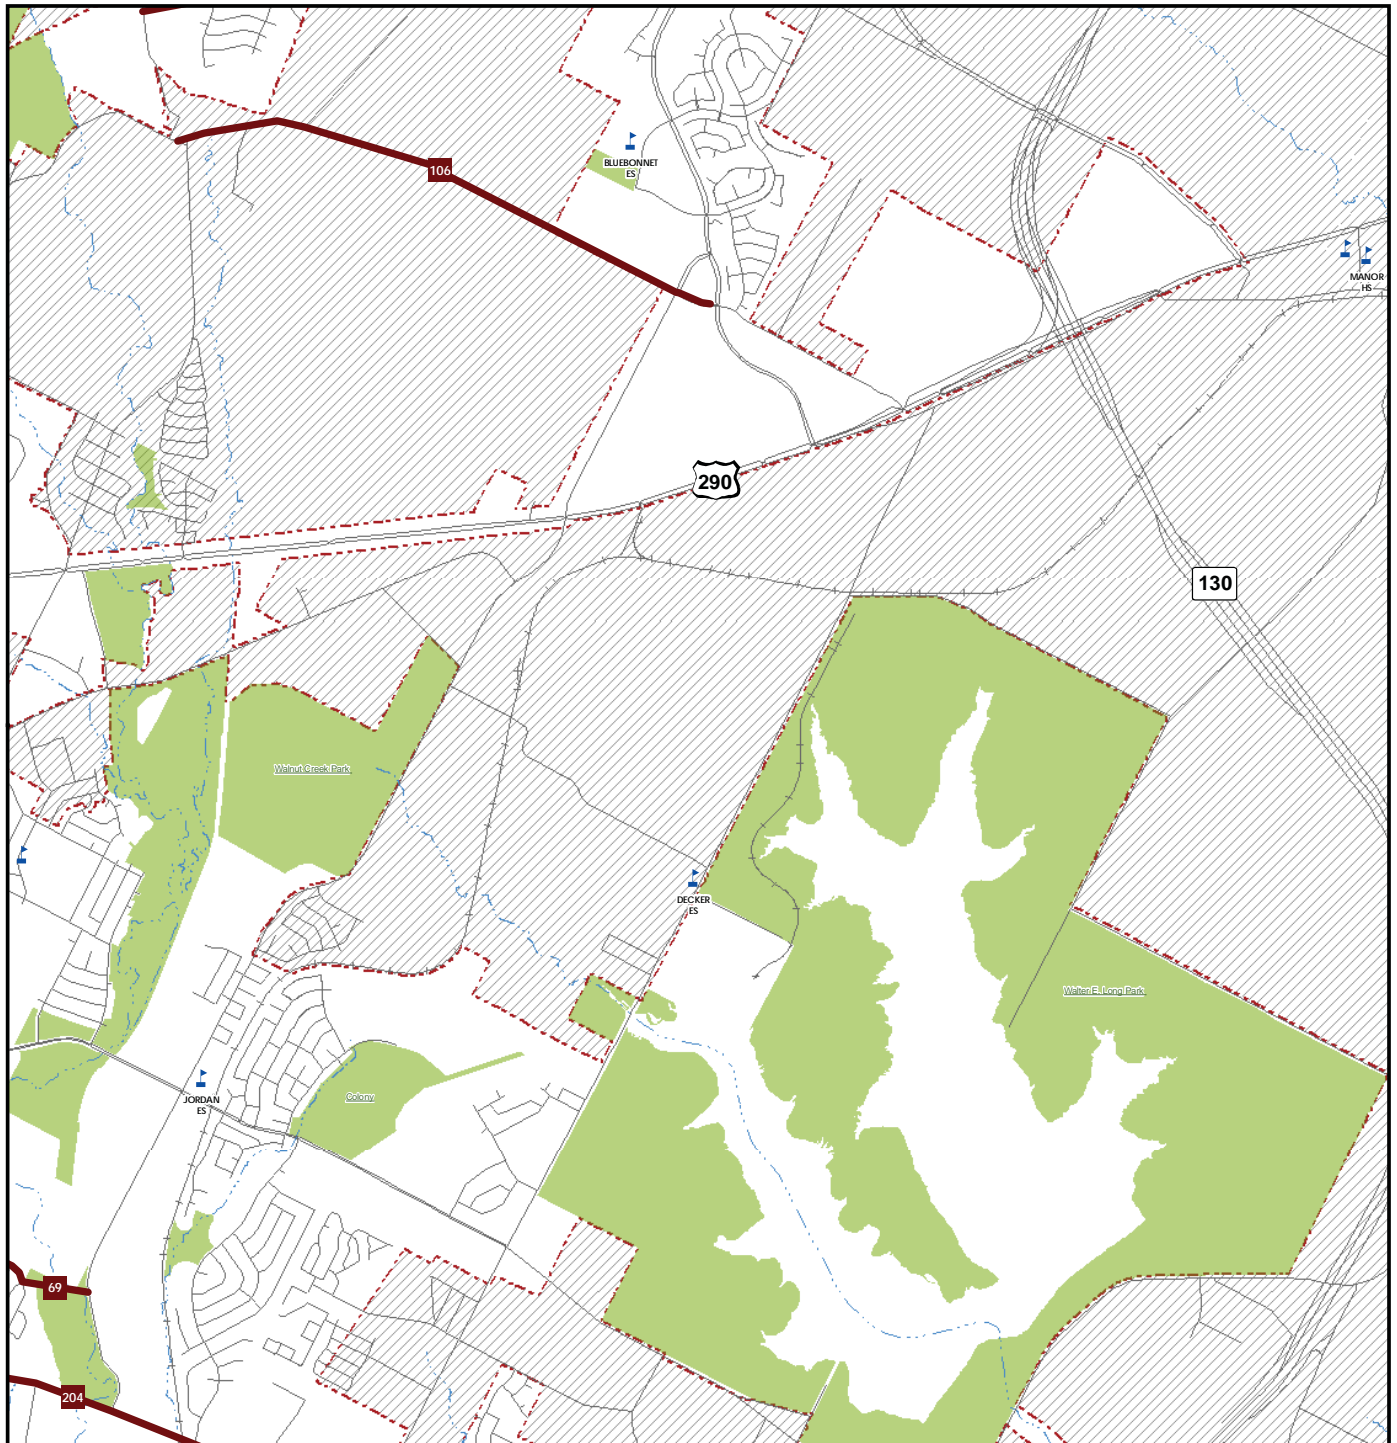 106
BLUEBONNET
ES
MANOR
HS
290
130
Walnut Creek Park
DECKER
ES
Walter E. Long Park
JORDAN
ES
Colony
69
204